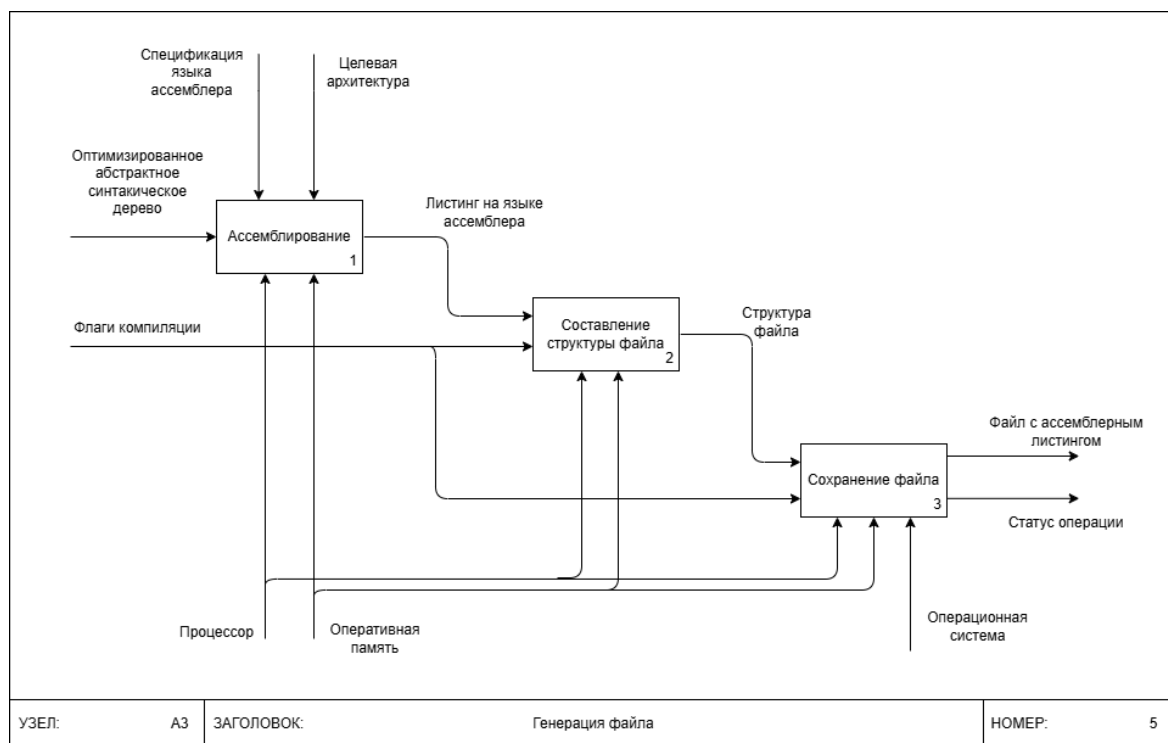 Спецификация
языка
ассемблера
Целевая
архитектура
Оптимизированное
абстрактное
синтакическое
дерево
Ассемблирование
1
Листинг на языке
ассемблера
Флаги компиляции
Составление
структуры файла
2
Структура
файла
Сохранение файла
3
Файл с ассемблерным
листингом
Статус операции
Процессор
Оперативная
память
Операционная
система
УЗЕЛ: A3 ЗАГОЛОВОК: Генерация файла НОМЕР: 5